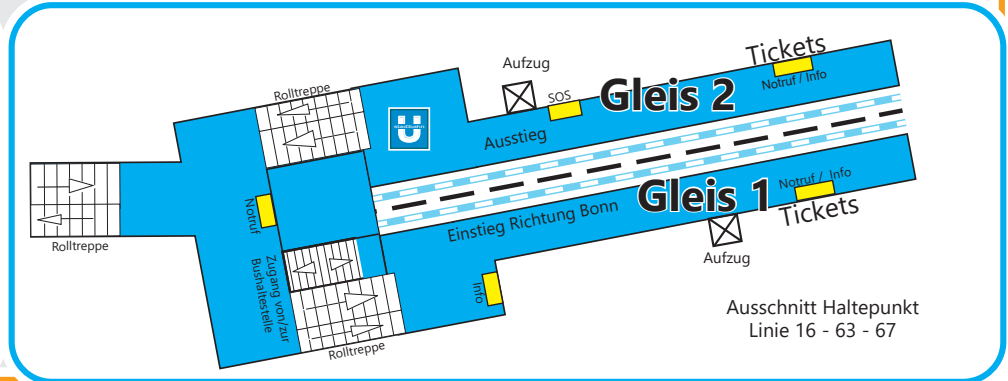 Aufzug
Tickets
Rolltreppe
SOS
Gleis 2
Notruf / Info
stadtbahn
Ausstieg
Gleis 1
Notruf / Info
Tickets
Einstieg Richtung Bonn
Notruf
Rolltreppe
Zugang von/zur
Bushaltestelle
Info
Aufzug
Rolltreppe
Ausschnitt Haltepunkt
Linie 16 - 63 - 67